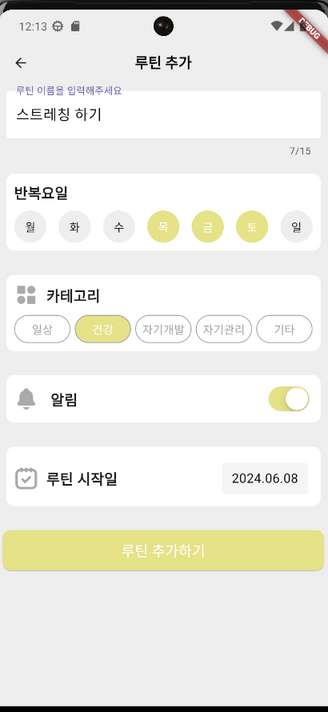 12:13
DEBUG
루틴 추가
루틴 이름을 입력해주세요
스트레칭 하기
7/15
반복요일
월 화 수 목 금 토 일
카테고리
일상 건강 자기개발 자기관리 기타
알림
루틴 시작일 2024.06.08
루틴 추가하기